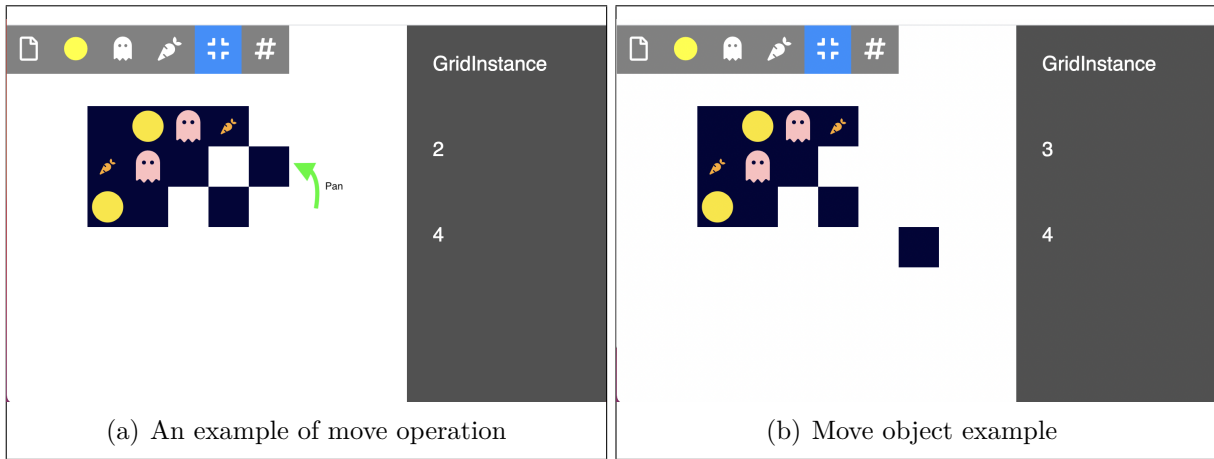 #
GridInstance
2
Pan
4
(a) An example of move operation
#
GridInstance
3
4
(b) Move object example